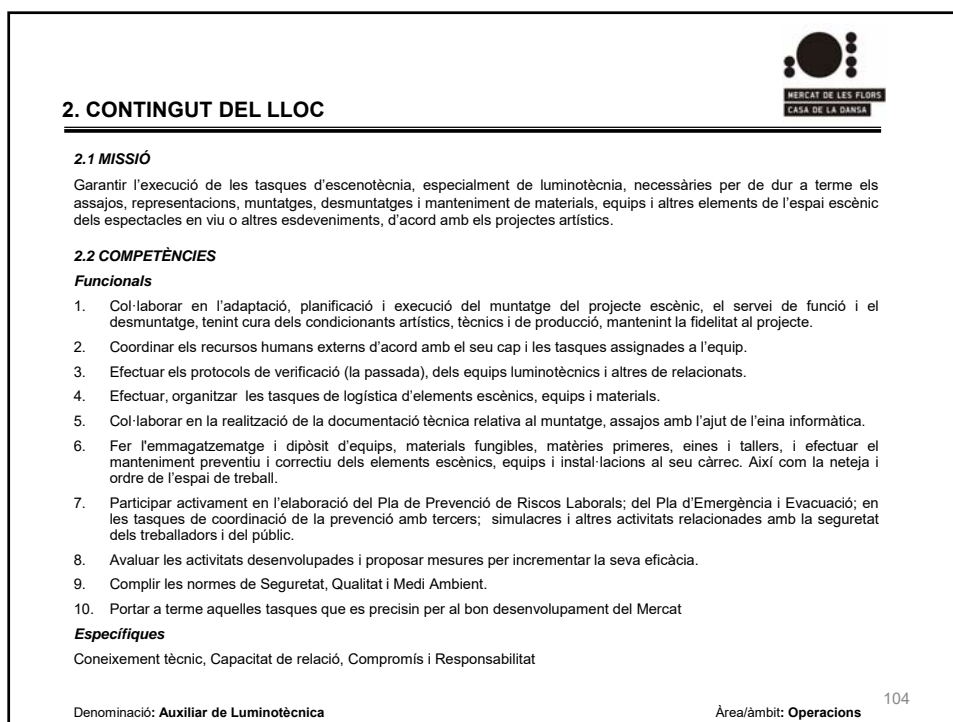 MERCAT DE LES FLORS
CASA DE LA DANSA
2. CONTINGUT DEL LLOC
2.1 MISSIÓ
Garantir l’execució de les tasques d’escenotècnia, especialment de luminotècnia, necessàries per de dur a terme els
assajos, representacions, muntatges, desmuntatges i manteniment de materials, equips i altres elements de l’espai escènic
dels espectacles en viu o altres esdeveniments, d’acord amb els projectes artístics.
2.2 COMPETÈNCIES
Funcionals
1. Col·laborar en l’adaptació, planificació i execució del muntatge del projecte escènic, el servei de funció i el
desmuntatge, tenint cura dels condicionants artístics, tècnics i de producció, mantenint la fidelitat al projecte.
2. Coordinar els recursos humans externs d’acord amb el seu cap i les tasques assignades a l’equip.
3. Efectuar els protocols de verificació (la passada), dels equips luminotècnics i altres de relacionats.
4. Efectuar, organitzar les tasques de logística d’elements escènics, equips i materials.
5. Col·laborar en la realització de la documentació tècnica relativa al muntatge, assajos amb l’ajut de l’eina informàtica.
6. Fer l'emmagatzematge i dipòsit d’equips, materials fungibles, matèries primeres, eines i tallers, i efectuar el
manteniment preventiu i correctiu dels elements escènics, equips i instal·lacions al seu càrrec. Així com la neteja i
ordre de l’espai de treball.
7. Participar activament en l’elaboració del Pla de Prevenció de Riscos Laborals; del Pla d’Emergència i Evacuació; en
les tasques de coordinació de la prevenció amb tercers; simulacres i altres activitats relacionades amb la seguretat
dels treballadors i del públic.
8. Avaluar les activitats desenvolupades i proposar mesures per incrementar la seva eficàcia.
9. Complir les normes de Seguretat, Qualitat i Medi Ambient.
10. Portar a terme aquelles tasques que es precisin per al bon desenvolupament del Mercat
Específiques
Coneixement tècnic, Capacitat de relació, Compromís i Responsabilitat
104
Denominació: Auxiliar de Luminotècnica Àrea/àmbit: Operacions